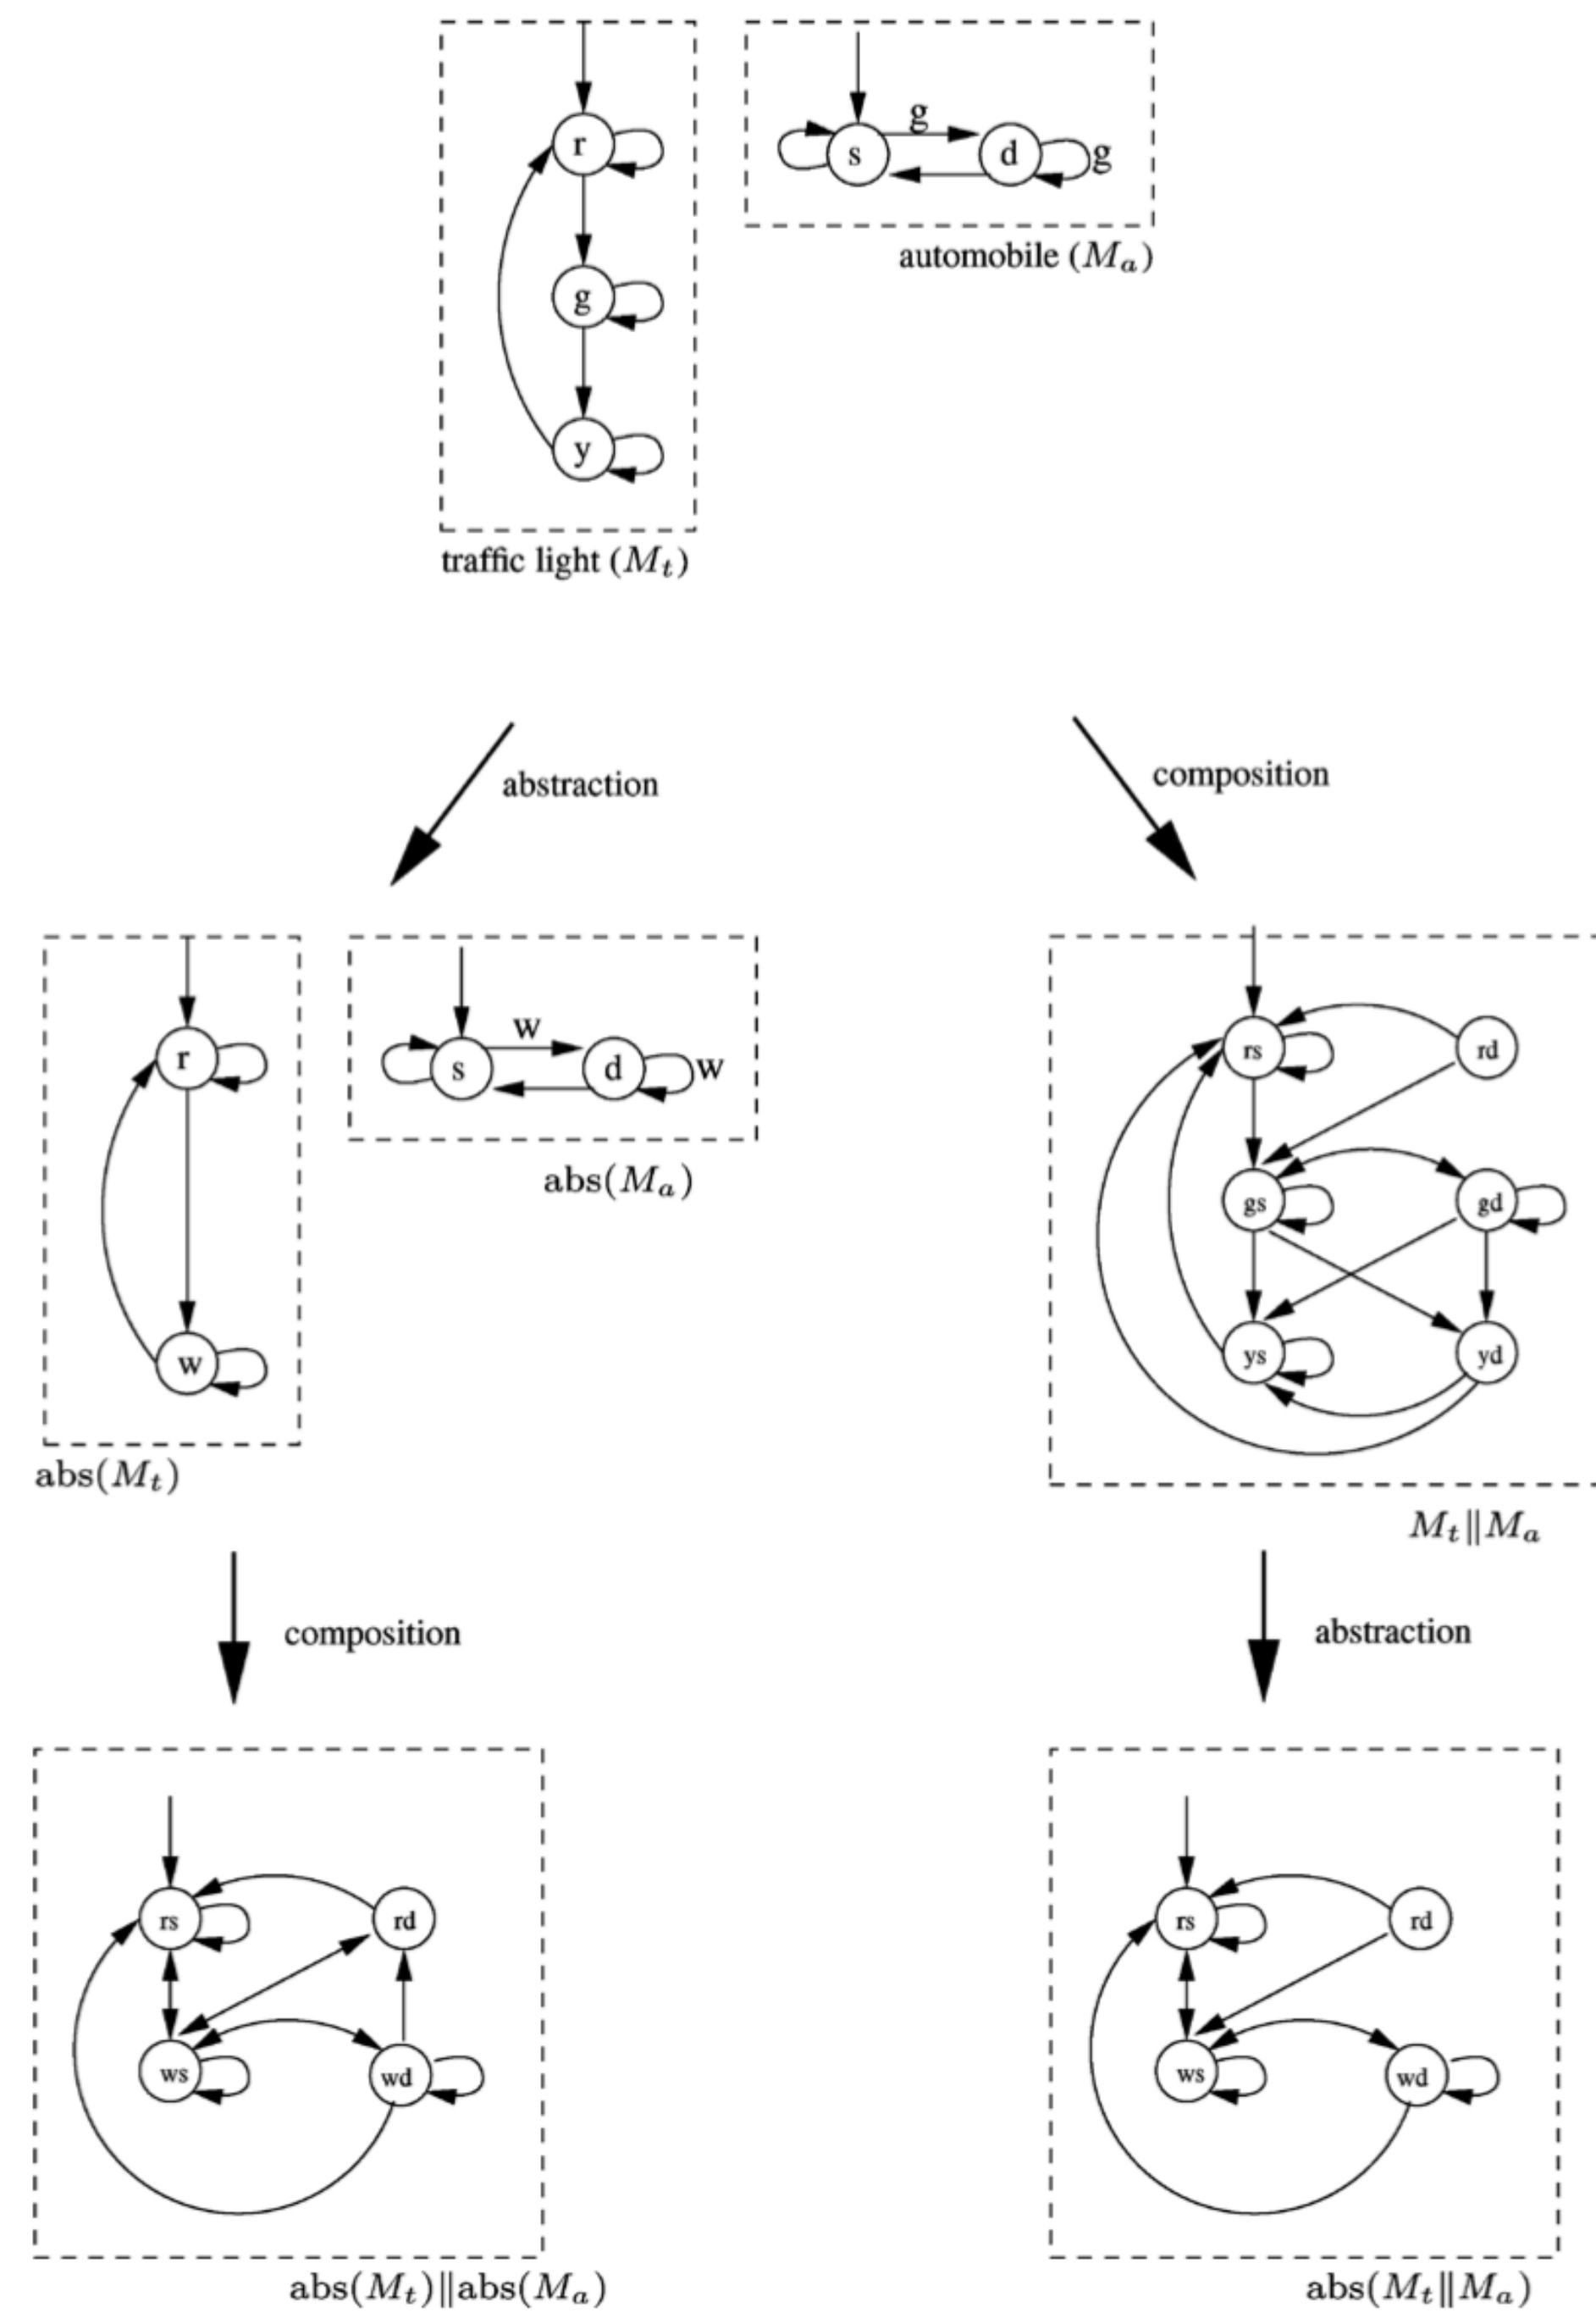 r
g
y
traffic light (M_t)
s
g
d
g
automobile (M_a)
abstraction
composition
r
w
abs(M_t)
s
w
d
w
abs(M_a)
rs
rd
gs
gd
ys
yd
M_t||M_a
composition
abstraction
rs
rd
ws
wd
abs(M_t)||abs(M_a)
rs
rd
ws
wd
abs(M_t||M_a)